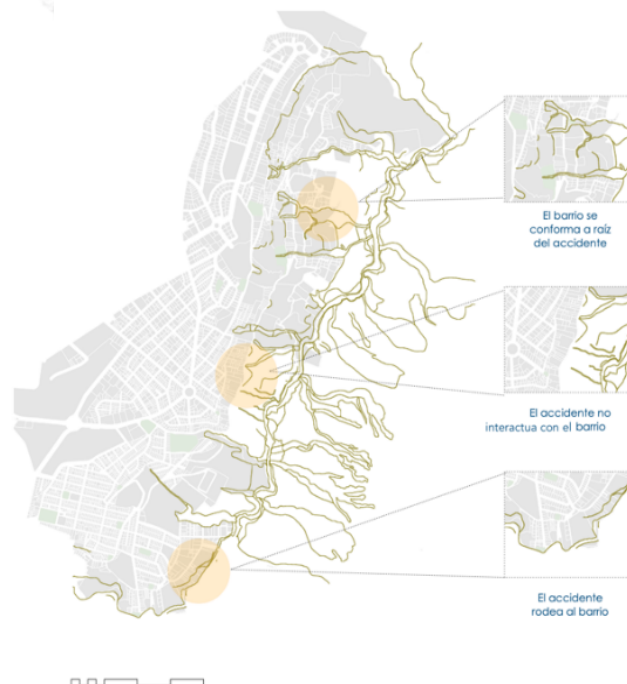 El barrio se
conforma a raíz
del accidente
El accidente no
interactua con el barrio
El accidente
rodea al barrio